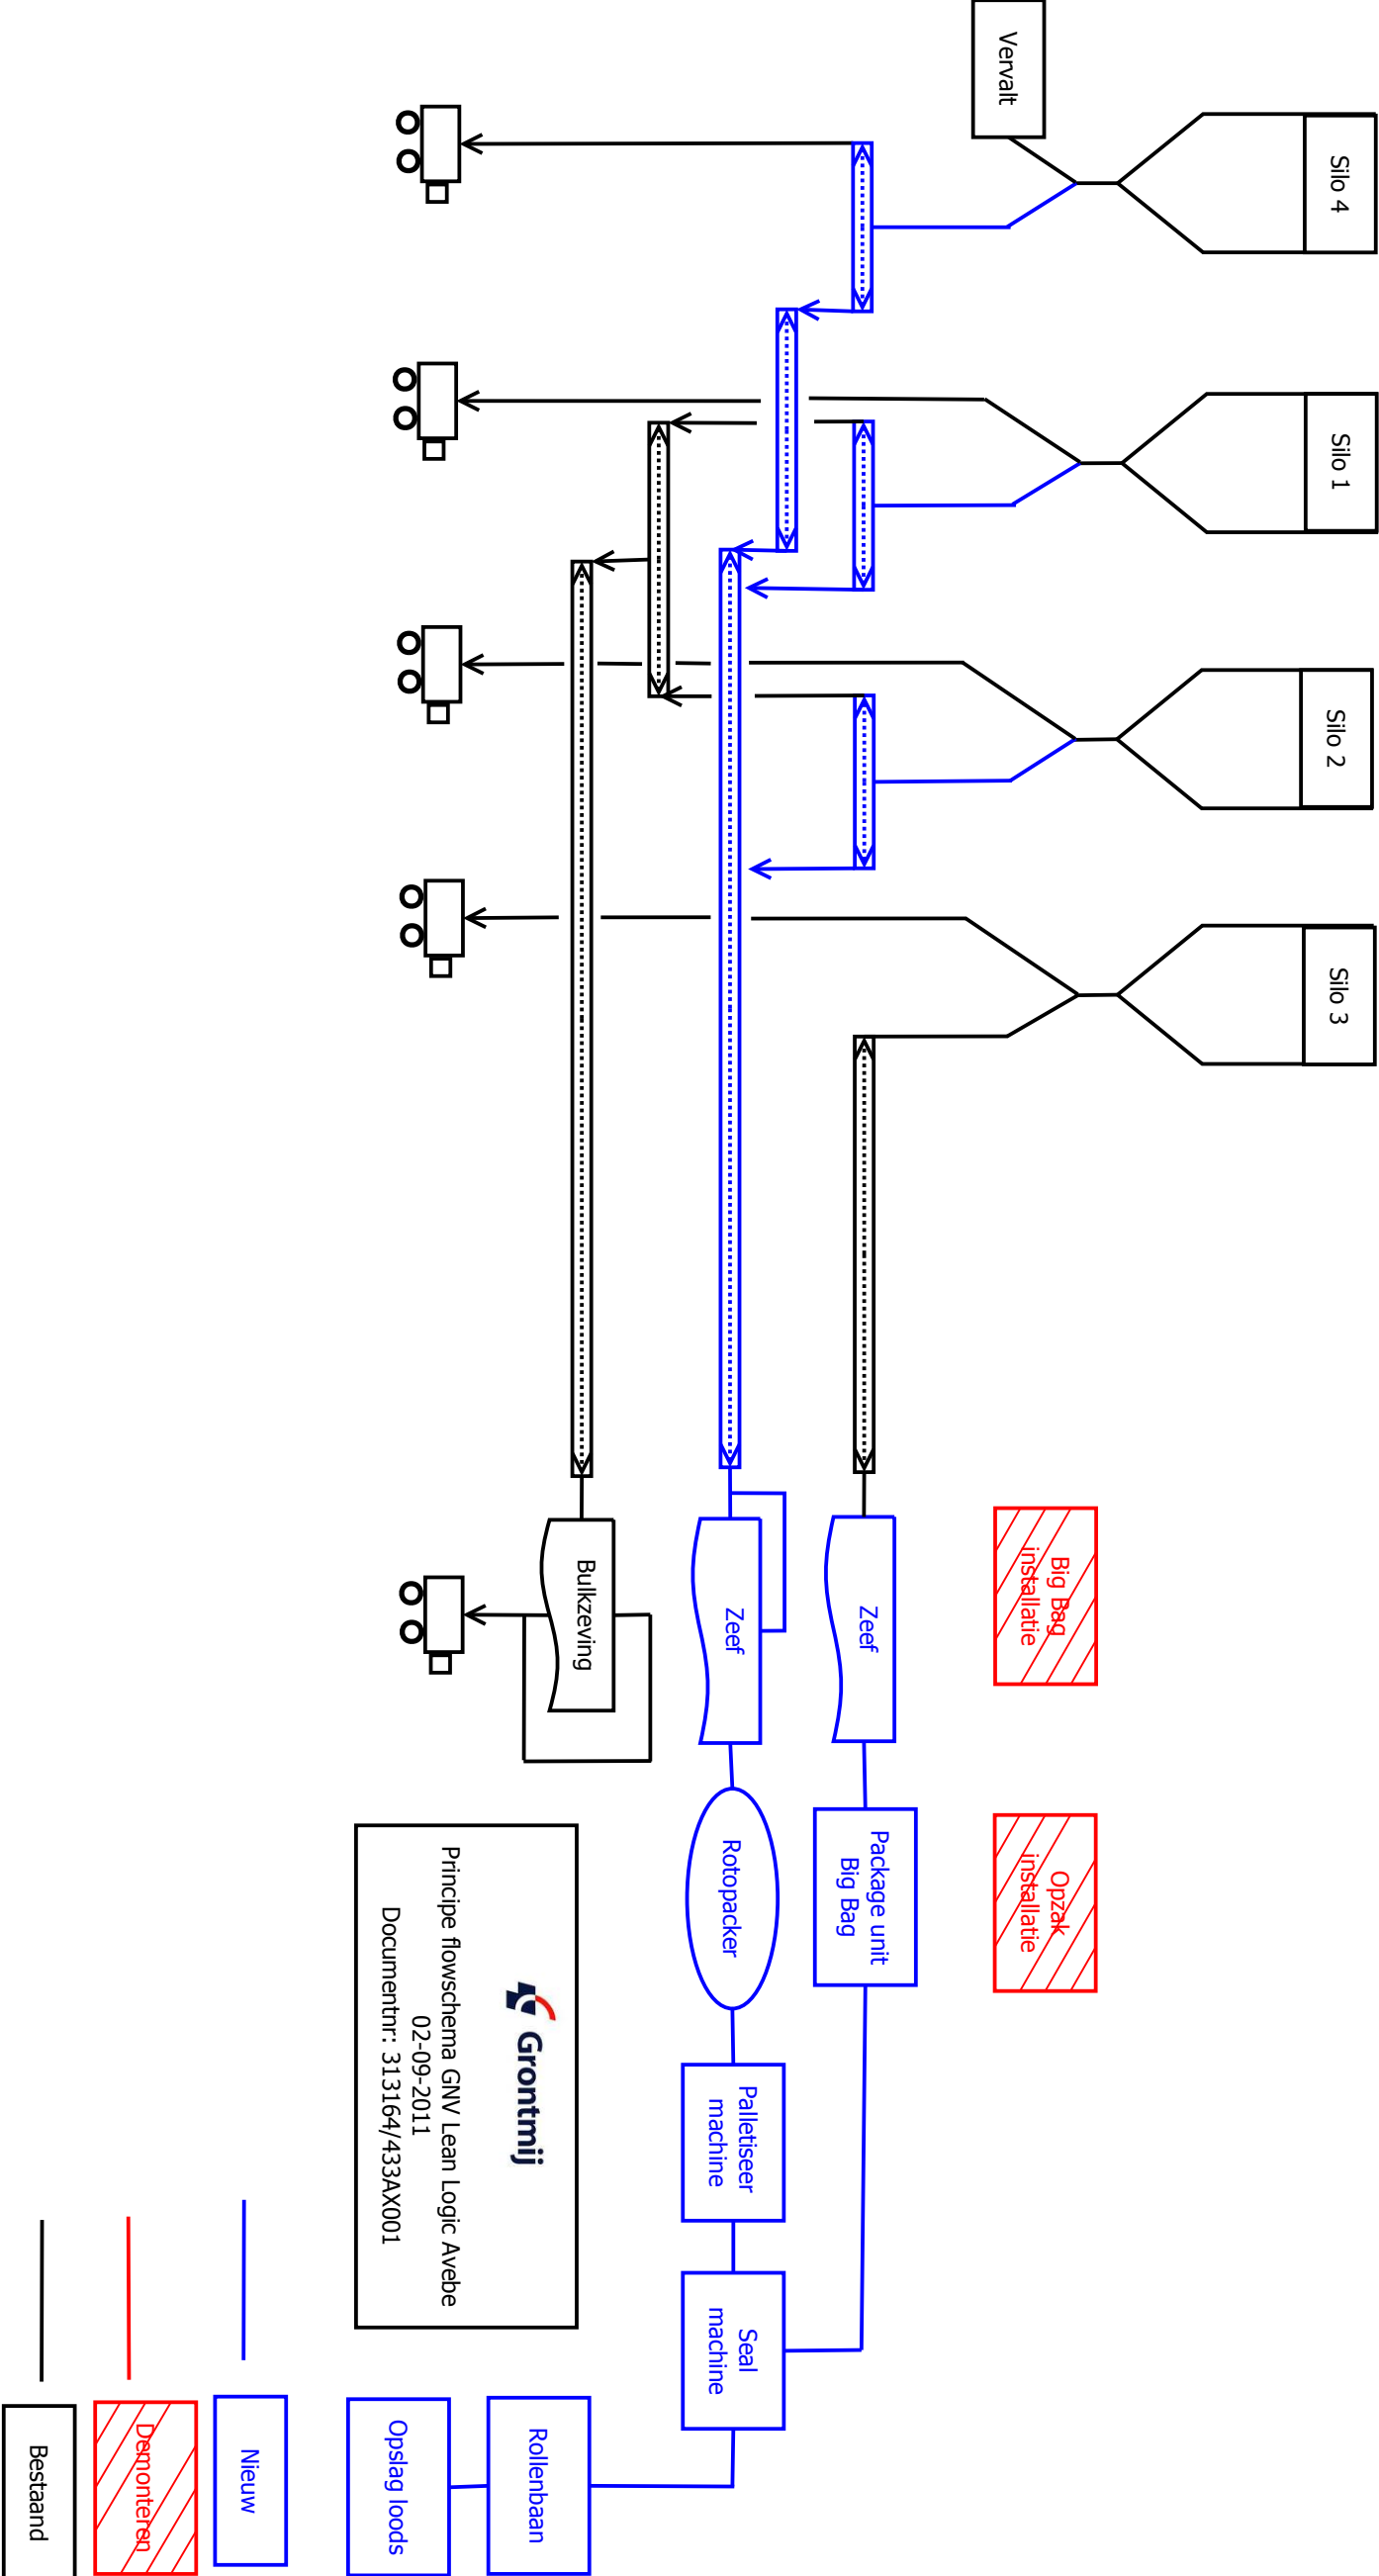 Silo 4
Silo 1
Silo 2
Silo 3
Vervalt
Big Bag
installatie
Opzak
installatie
Zeef
Package unit
Big Bag
Zeef
Rotopacker
Palletiseer
machine
Seal
machine
Bulkzeving
Rollenbaan
Opslag loods
Grontmij
Principe flowschema GNV Lean Logic Avebe
02-09-2011
Documentnr: 313164/433AX001
Nieuw
Demonteren
Bestaand